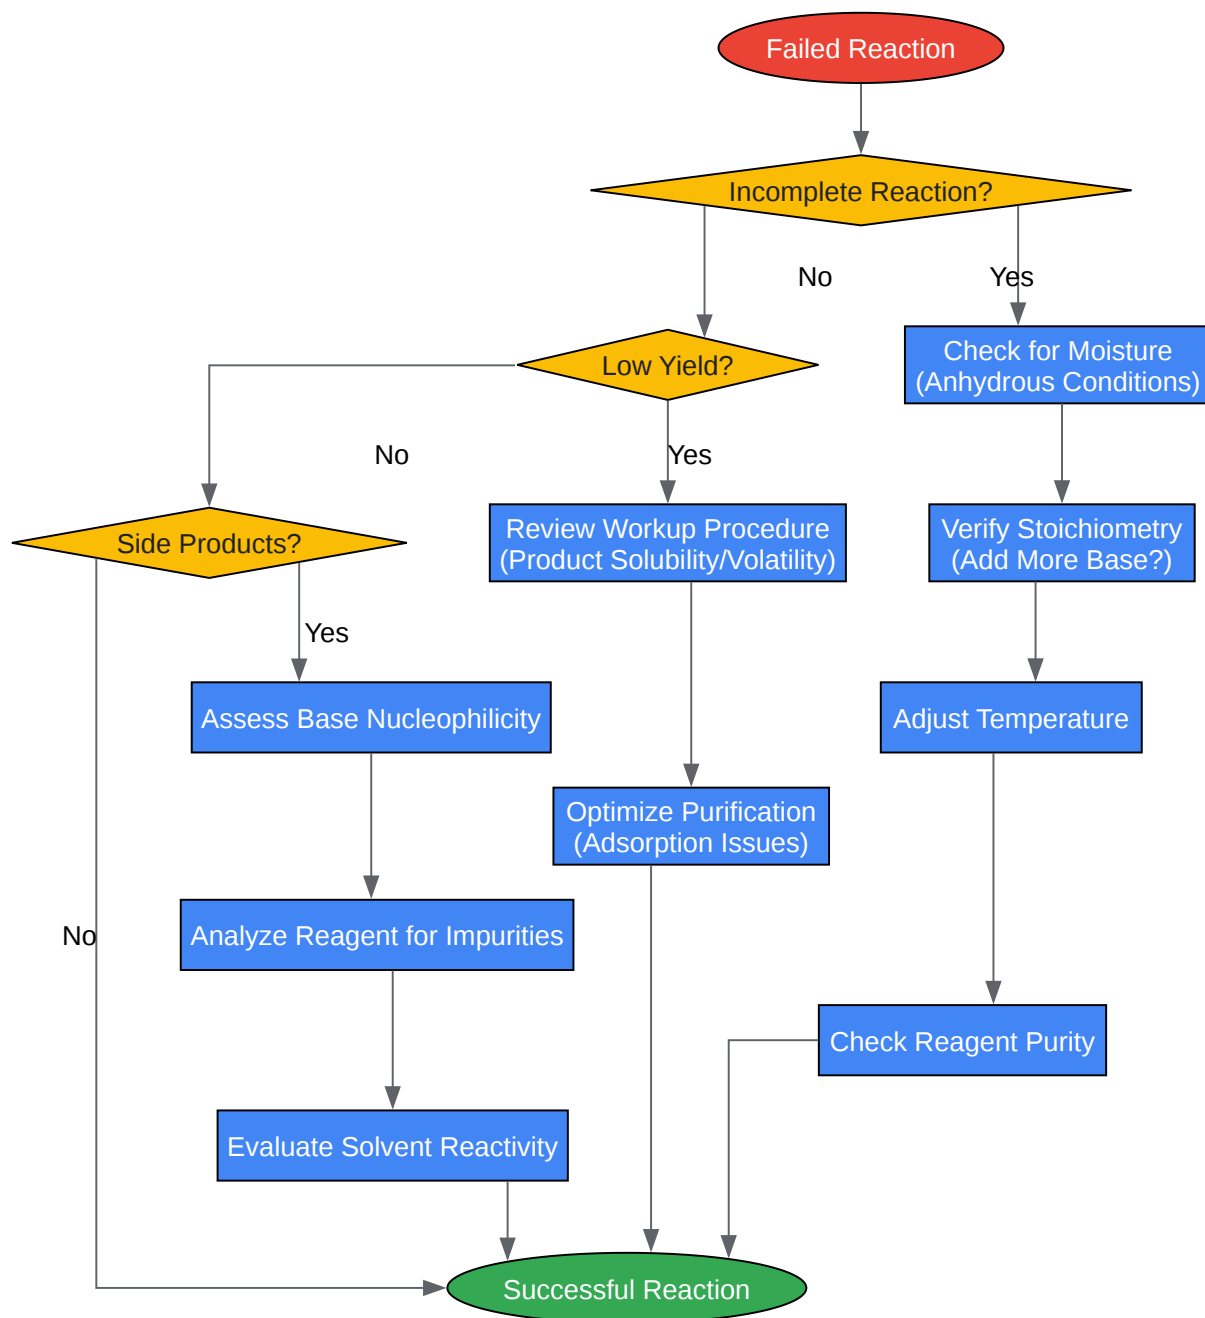 Failed Reaction
Incomplete Reaction?
No
Yes
Check for Moisture
(Anhydrous Conditions)
Low Yield?
No
Yes
Side Products?
Review Workup Procedure
(Product Solubility/Volatility)
Verify Stoichiometry
(Add More Base?)
Yes
Assess Base Nucleophilicity
Adjust Temperature
Optimize Purification
(Adsorption Issues)
No
Analyze Reagent for Impurities
Check Reagent Purity
Evaluate Solvent Reactivity
Successful Reaction